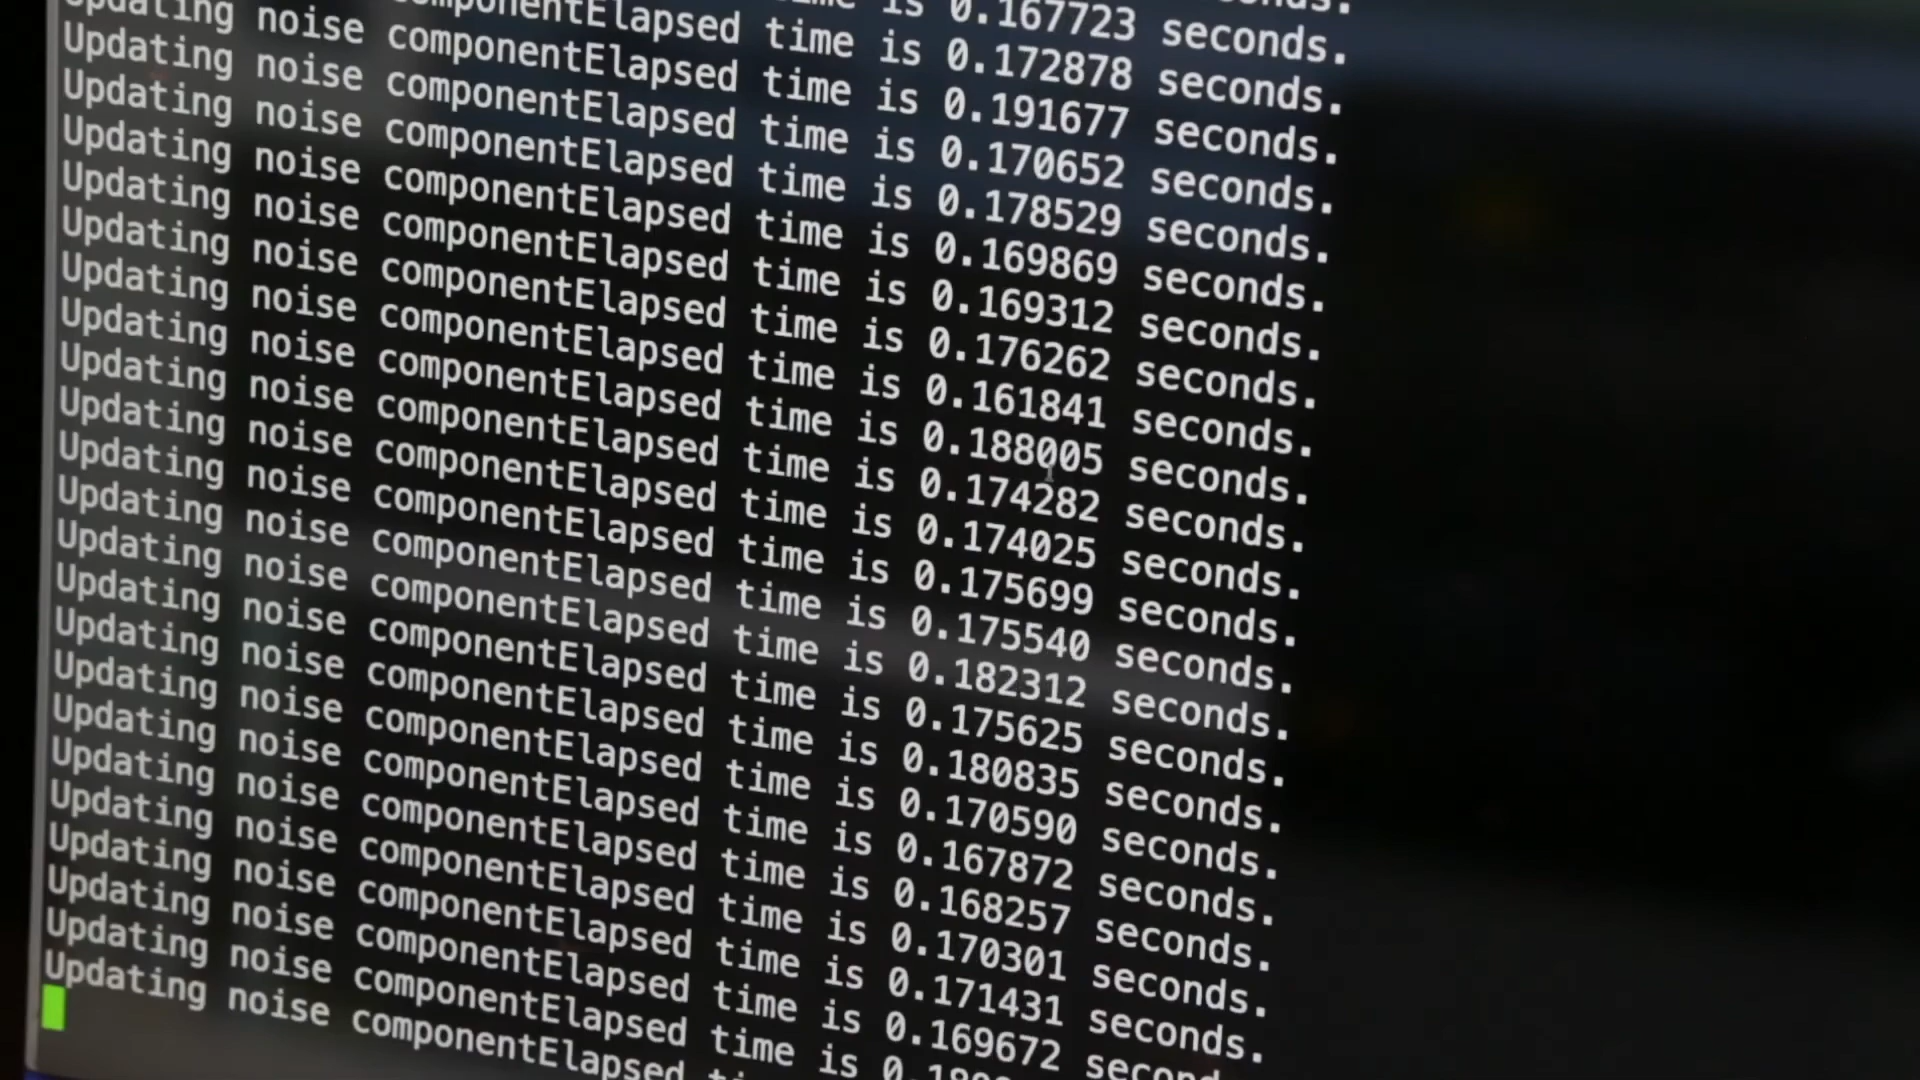 onds.
time is 0.167723 seconds.
componentElapsed time is 0.172878 seconds.
Updating noise componentElapsed time is 0.191677 seconds.
Updating noise componentElapsed time is 0.170652 seconds.
Updating noise componentElapsed time is 0.178529 seconds.
Updating noise componentElapsed time is 0.169869 seconds.
Updating noise componentElapsed time is 0.169312 seconds.
Updating noise componentElapsed time is 0.176262 seconds.
Updating noise componentElapsed time is 0.161841 seconds.
Updating noise componentElapsed time is 0.188005 seconds.
Updating noise componentElapsed time is 0.174282 seconds.
Updating noise componentElapsed time is 0.174025 seconds.
Updating noise componentElapsed time is 0.175699 seconds.
Updating noise componentElapsed time is 0.175540 seconds.
Updating noise componentElapsed time is 0.182312 seconds.
Updating noise componentElapsed time is 0.175625 seconds.
Updating noise componentElapsed time is 0.180835 seconds.
Updating noise componentElapsed time is 0.170590 seconds.
Updating noise componentElapsed time is 0.167872 seconds.
Updating noise componentElapsed time is 0.168257 seconds.
Updating noise componentElapsed time is 0.170301 seconds.
Updating noise componentElapsed time is 0.171431 seconds.
Updating noise componentElapsed time is 0.169672 second
Updating noise componentElapsed time is
Updating noise componentElapsed